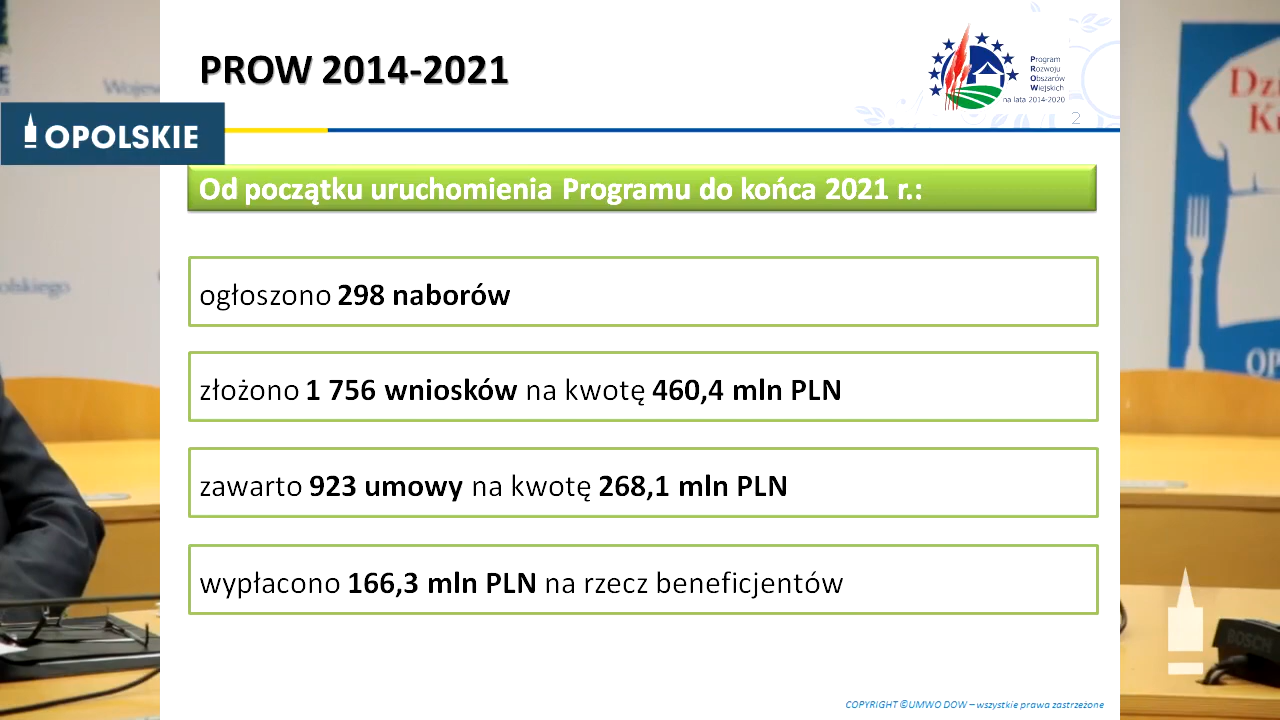 PROW 2014-2021
Program
Rozwoju
Obszarów
Wiejskich
na lata 2014-2020
2
OPOLSKIE
Od początku uruchomienia Programu do końca 2021 r.:
ogłoszono 298 naborów
złożono 1 756 wniosków na kwotę 460,4 mln PLN
zawarto 923 umowy na kwotę 268,1 mln PLN
wypłacono 166,3 mln PLN na rzecz beneficjentów
BOSCH
COPYRIGHT ©UMWO DOW – wszystkie prawa zastrzeżone